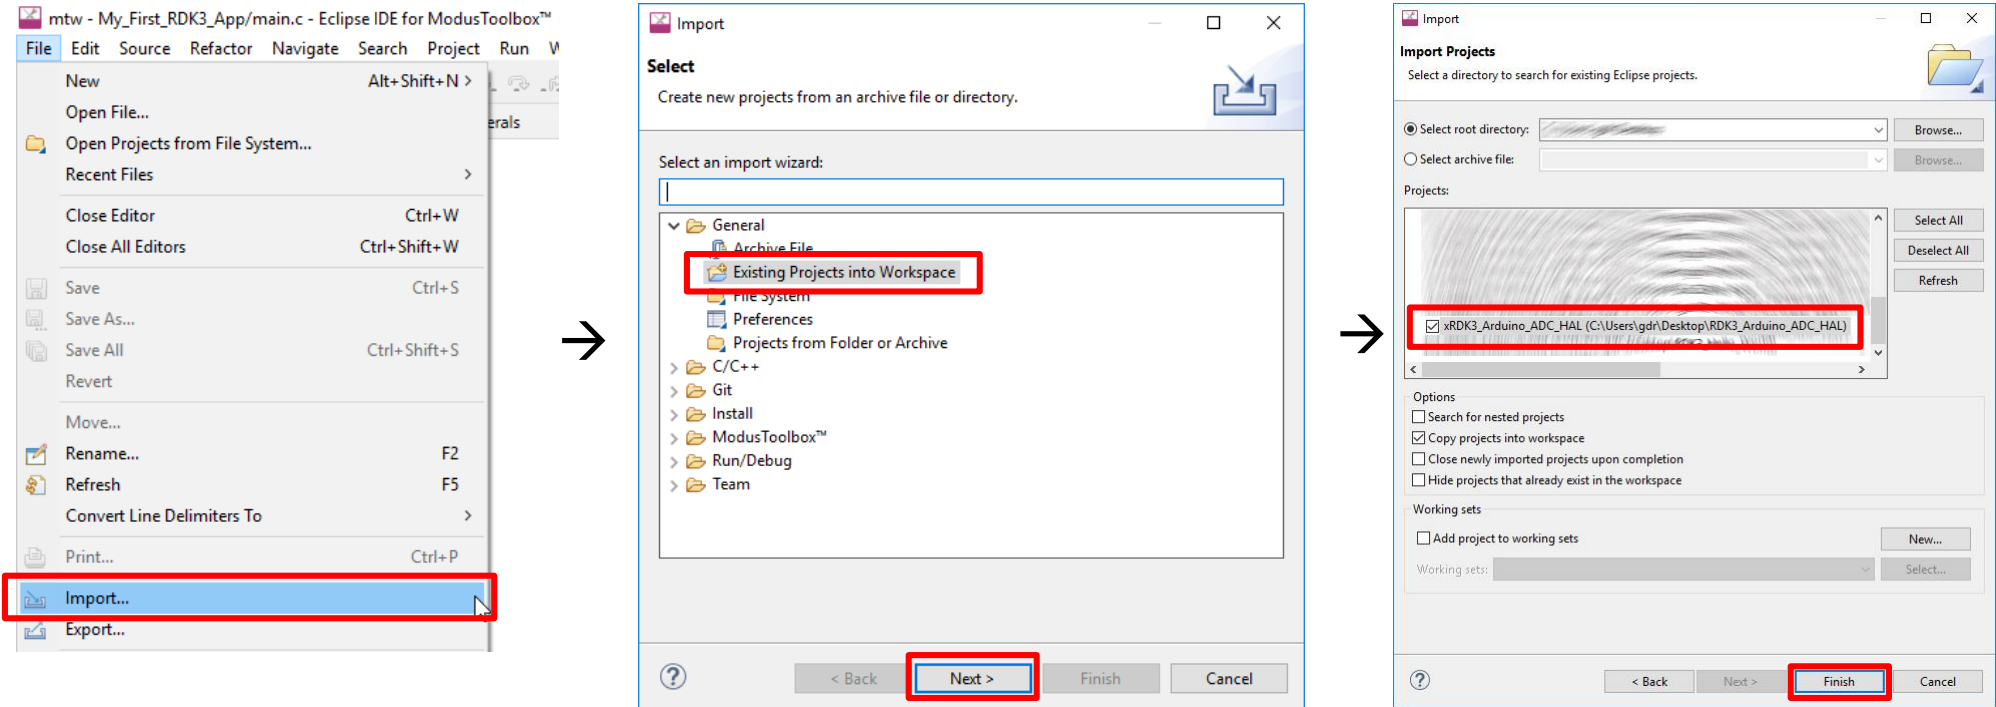 mtw - My_First_RDK3_App/main.c - Eclipse IDE for ModusToolbox™
File Edit Source Refactor Navigate Search Project Run
New Alt+Shift+N >
Open File...
erals
Open Projects from File System...
Recent Files >
Close Editor Ctrl+W
Close All Editors Ctrl+Shift+W
Save Ctrl+S
Save As...
Save All Ctrl+Shift+S
Revert
Move...
Rename... F2
Refresh F5
Convert Line Delimiters To >
Print... Ctrl+P
Import...
Export...
→
Import
Select
Create new projects from an archive file or directory.
Select an import wizard:
General
Archive File
Existing Projects into Workspace
File System
Preferences
Projects from Folder or Archive
C/C++
Git
Install
ModusToolbox™
Run/Debug
Team
? < Back Next > Finish Cancel
→
Import
Import Projects
Select a directory to search for existing Eclipse projects.
Select root directory: Browse...
Select archive file: Browse...
Projects:
Select All
Deselect All
Refresh
xRDK3_Arduino_ADC_HAL (C:\Users\gdr\Desktop\RDK3_Arduino_ADC_HAL)
Options
Search for nested projects
Copy projects into workspace
Close newly imported projects upon completion
Hide projects that already exist in the workspace
Working sets
Add project to working sets New...
Working sets: Select...
? < Back Next > Finish Cancel